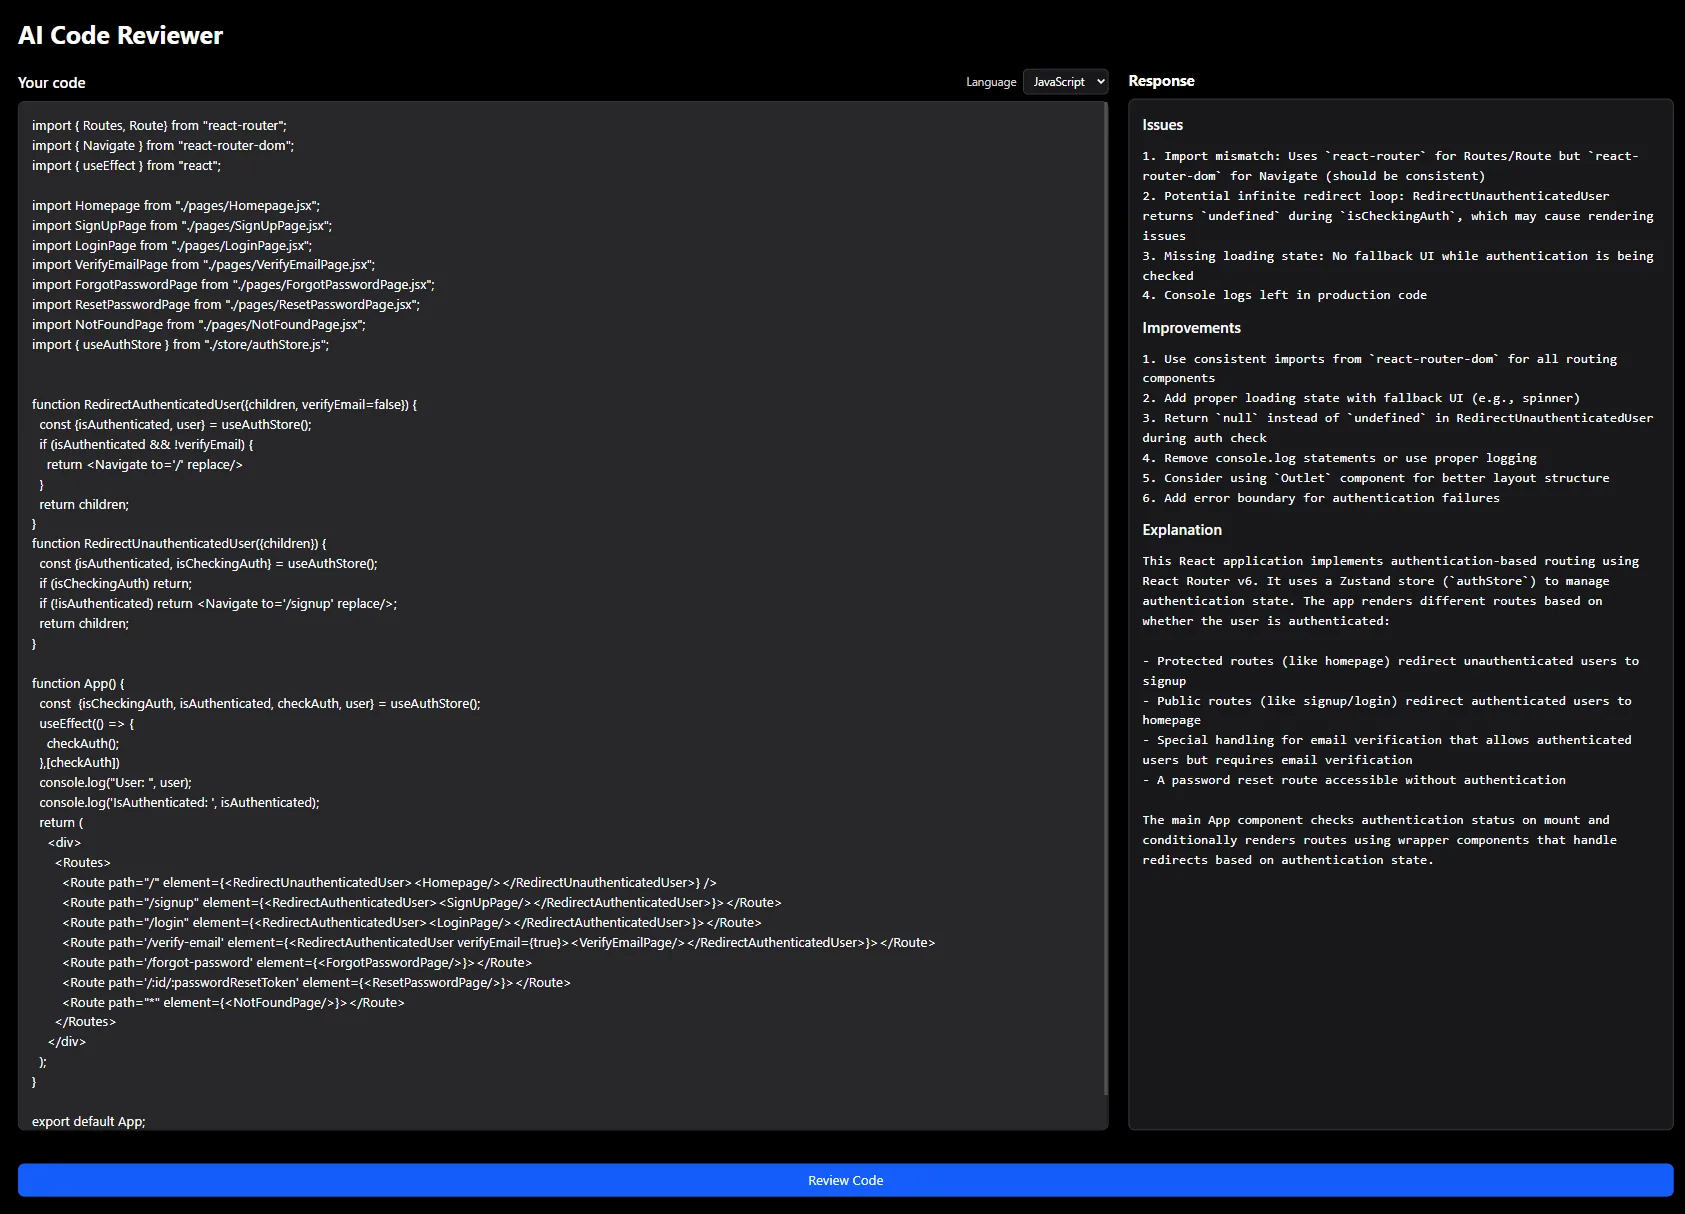 AI Code Reviewer
Your code
Language JavaScript
import { Routes, Route} from "react-router";
import { Navigate } from "react-router-dom";
import { useEffect } from "react";
import Homepage from "./pages/Homepage.jsx";
import SignUpPage from "./pages/SignUpPage.jsx";
import LoginPage from "./pages/LoginPage.jsx";
import VerifyEmailPage from "./pages/VerifyEmailPage.jsx";
import ForgotPasswordPage from "./pages/ForgotPasswordPage.jsx";
import ResetPasswordPage from "./pages/ResetPasswordPage.jsx";
import NotFoundPage from "./pages/NotFoundPage.jsx";
import { useAuthStore } from "./store/authStore.js";
function RedirectAuthenticatedUser({children, verifyEmail=false}) {
const {isAuthenticated, user} = useAuthStore();
if (isAuthenticated && !verifyEmail) {
return <Navigate to='/' replace/>
}
return children;
}
function RedirectUnauthenticatedUser({children}) {
const {isAuthenticated, isCheckingAuth} = useAuthStore();
if (isCheckingAuth) return;
if (!isAuthenticated) return <Navigate to='/signup' replace/>;
return children;
}
function App() {
const  {isCheckingAuth, isAuthenticated, checkAuth, user} = useAuthStore();
useEffect(() => {
checkAuth();
},[checkAuth])
console.log("User: ", user);
console.log('IsAuthenticated: ', isAuthenticated);
return (
<div>
<Routes>
<Route path="/" element={<RedirectUnauthenticatedUser><Homepage/></RedirectUnauthenticatedUser>} />
<Route path="/signup" element={<RedirectAuthenticatedUser><SignUpPage/></RedirectAuthenticatedUser>}></Route>
<Route path="/login" element={<RedirectAuthenticatedUser><LoginPage/></RedirectAuthenticatedUser>}></Route>
<Route path='/verify-email' element={<RedirectAuthenticatedUser verifyEmail={true}><VerifyEmailPage/></RedirectAuthenticatedUser>}></Route>
<Route path='/forgot-password' element={<ForgotPasswordPage/>}></Route>
<Route path='/:id/:passwordResetToken' element={<ResetPasswordPage/>}></Route>
<Route path="*" element={<NotFoundPage/>}></Route>
</Routes>
</div>
);
}
export default App;
Response
Issues
1. Import mismatch: Uses `react-router` for Routes/Route but `react-
router-dom` for Navigate (should be consistent)
2. Potential infinite redirect loop: RedirectUnauthenticatedUser
returns `undefined` during `isCheckingAuth`, which may cause rendering
issues
3. Missing loading state: No fallback UI while authentication is being
checked
4. Console logs left in production code
Improvements
1. Use consistent imports from `react-router-dom` for all routing
components
2. Add proper loading state with fallback UI (e.g., spinner)
3. Return `null` instead of `undefined` in RedirectUnauthenticatedUser
during auth check
4. Remove console.log statements or use proper logging
5. Consider using `Outlet` component for better layout structure
6. Add error boundary for authentication failures
Explanation
This React application implements authentication-based routing using
React Router v6. It uses a Zustand store (`authStore`) to manage
authentication state. The app renders different routes based on
whether the user is authenticated:
- Protected routes (like homepage) redirect unauthenticated users to
signup
- Public routes (like signup/login) redirect authenticated users to
homepage
- Special handling for email verification that allows authenticated
users but requires email verification
- A password reset route accessible without authentication
The main App component checks authentication status on mount and
conditionally renders routes using wrapper components that handle
redirects based on authentication state.
Review Code